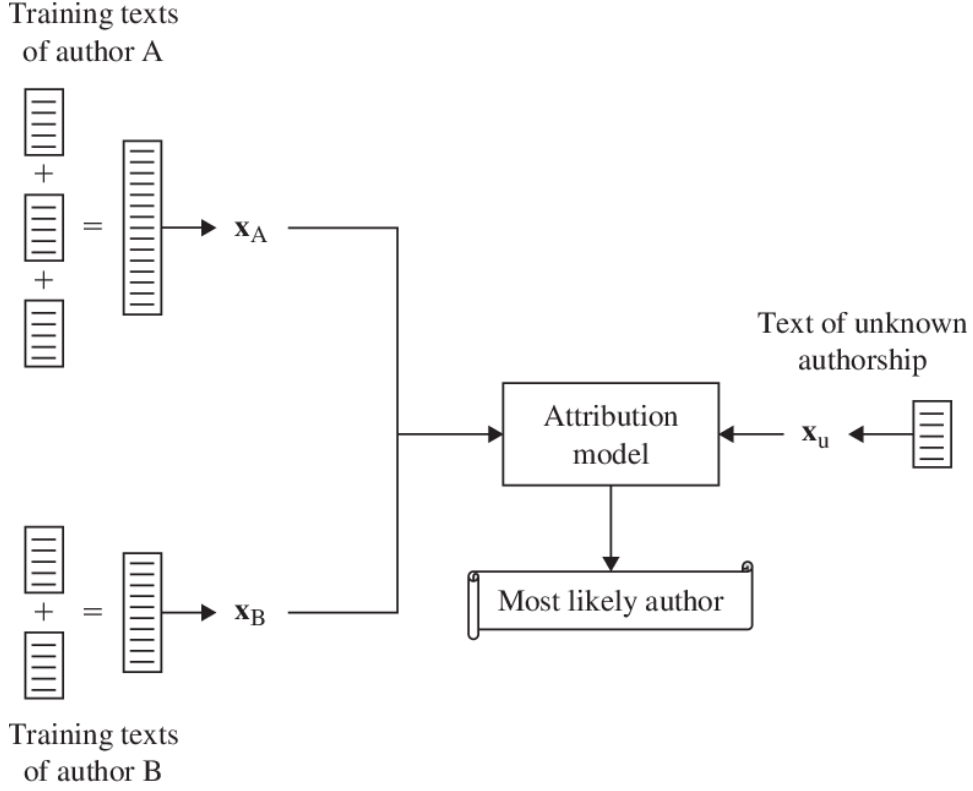 Training texts
of author A
+
=
x_A
+
Text of unknown
authorship
Attribution
model
x_u
Most likely author
+
=
x_B
Training texts
of author B